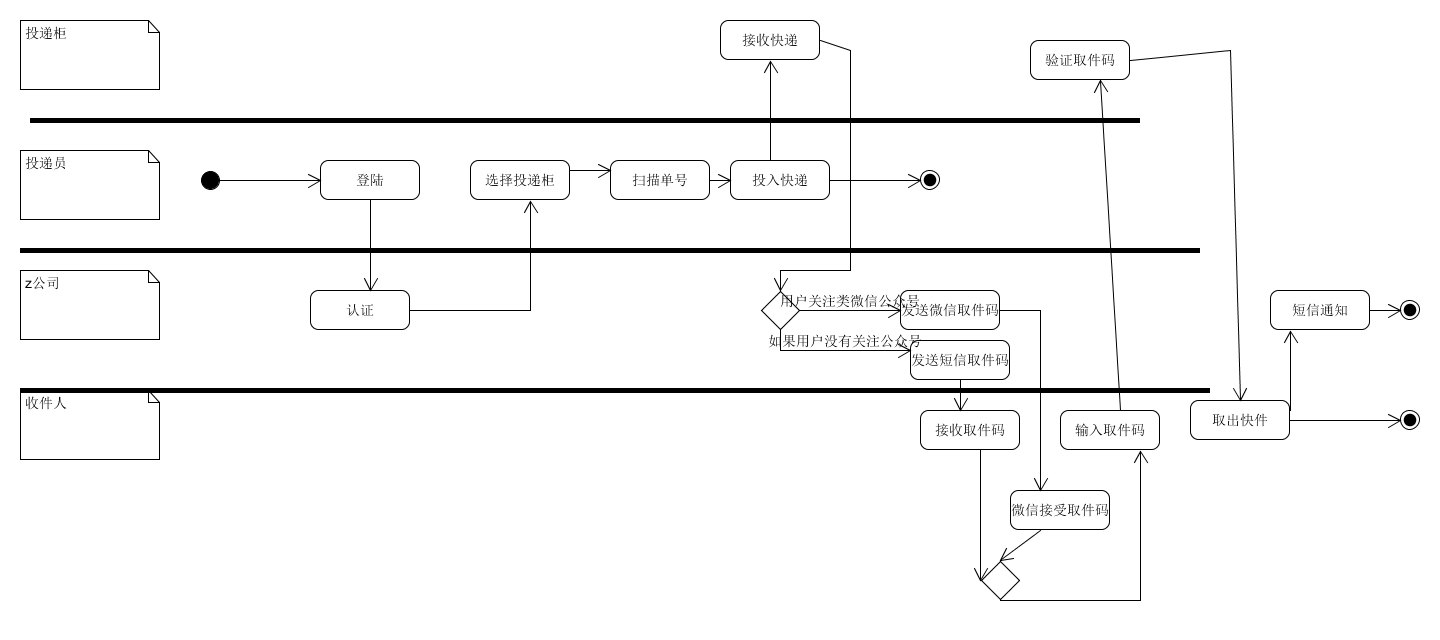 投递柜
接收快递
验证取件码
投递员
登陆
选择投递柜
扫描单号
投入快递
z公司
认证
用户关注类微信公众号
发送微信取件码
短信通知
如果用户没有关注公众号
发送短信取件码
收件人
接收取件码
输入取件码
取出快件
微信接受取件码